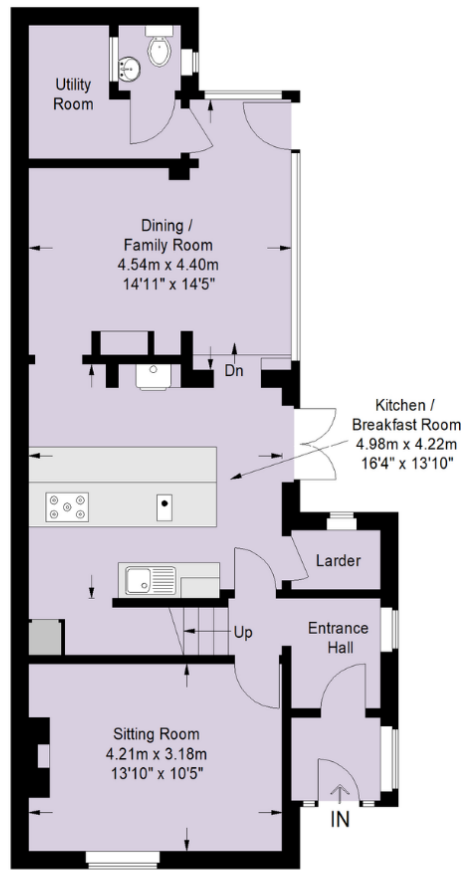 Utility
Room
Dining /
Family Room
4.54m x 4.40m
14'11" x 14'5"
Dn
Kitchen /
Breakfast Room
4.98m x 4.22m
16'4" x 13'10"
Larder
Up
Entrance
Hall
Sitting Room
4.21m x 3.18m
13'10" x 10'5"
IN